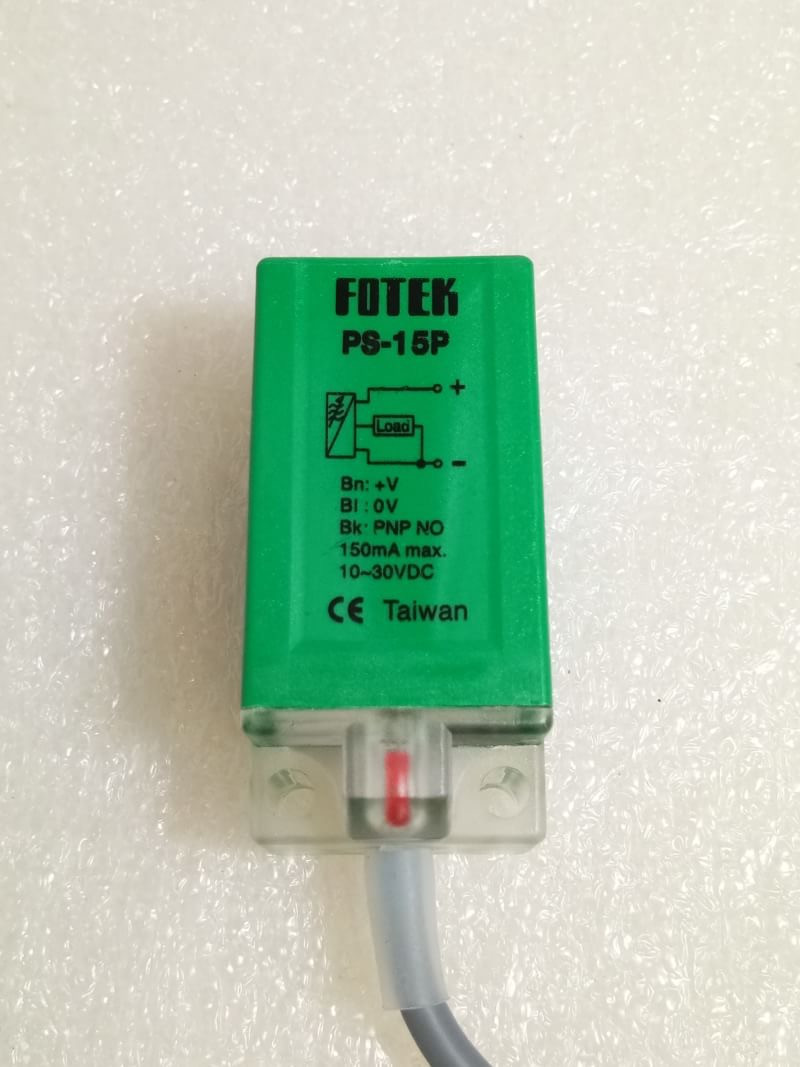 FOTEK
PS-15P
+
Load
-
Bn: +V
Bl : 0V
Bk: PNP NO
150mA max.
10~30VDC
CE Taiwan